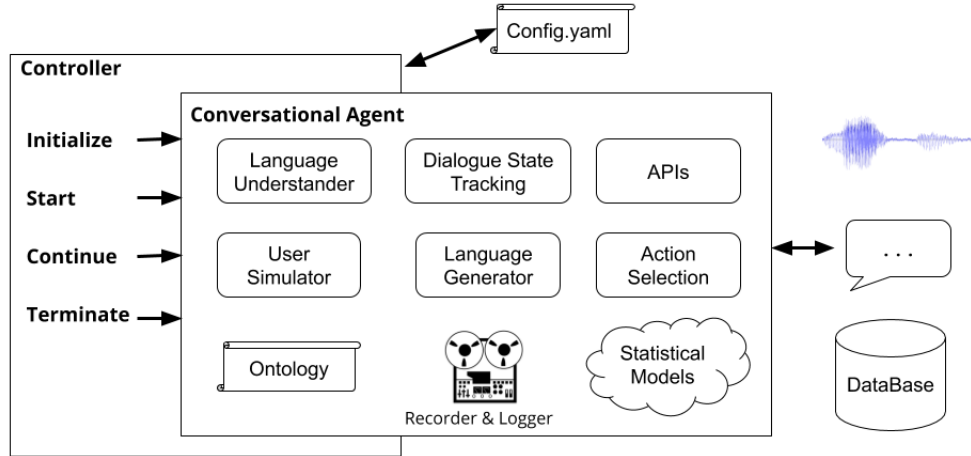 Config.yaml
Controller
Conversational Agent
Initialize
Start
Continue
Terminate
Language
Understander
Dialogue State
Tracking
APIs
User
Simulator
Language
Generator
Action
Selection
Ontology
Recorder & Logger
Statistical
Models
. . .
DataBase